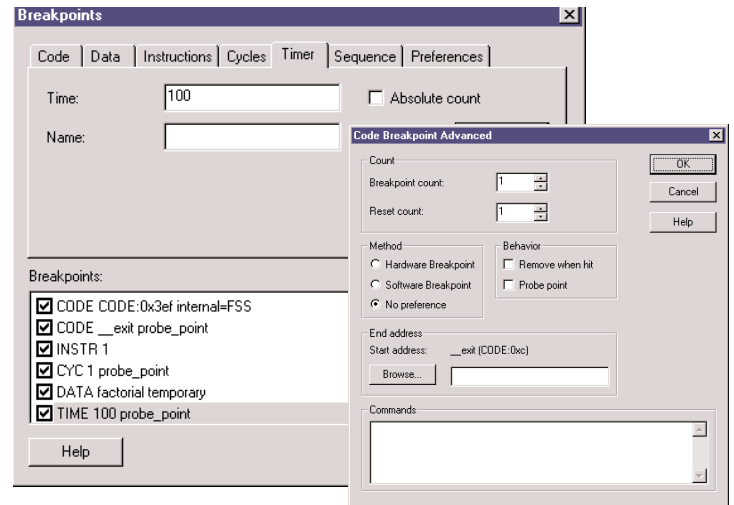 Breakpoints
Code Data Instructions Cycles Timer Sequence Preferences
Time: 100 Absolute count
Name:
Breakpoints:
CODE CODE:0x3ef internal=FSS
CODE __exit probe_point
INSTR 1
CYC 1 probe_point
DATA factorial temporary
TIME 100 probe_point
Help
Code Breakpoint Advanced
Count
Breakpoint count: 1
Reset count: 1
OK
Cancel
Help
Method
Hardware Breakpoint
Software Breakpoint
No preference
Behavior
Remove when hit
Probe point
End address
Start address: __exit (CODE:0xc)
Browse...
Commands